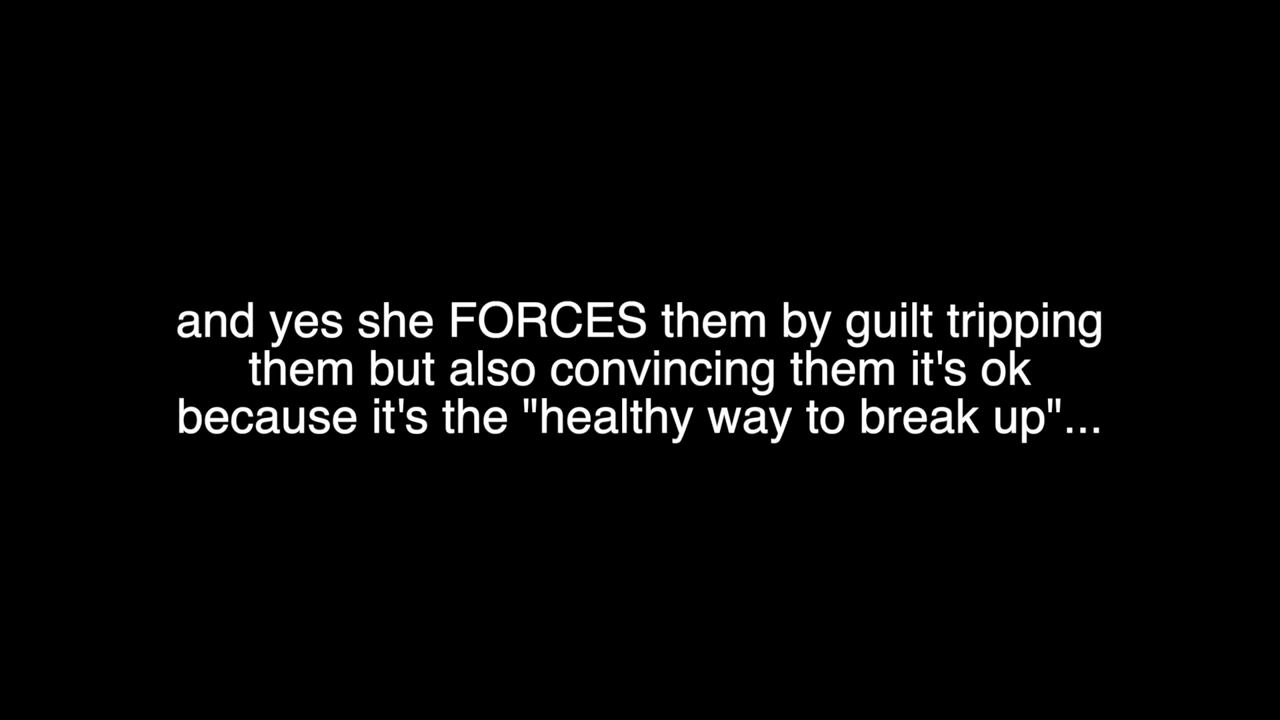 and yes she FORCES them by guilt tripping
them but also convincing them it's ok
because it's the "healthy way to break up"...